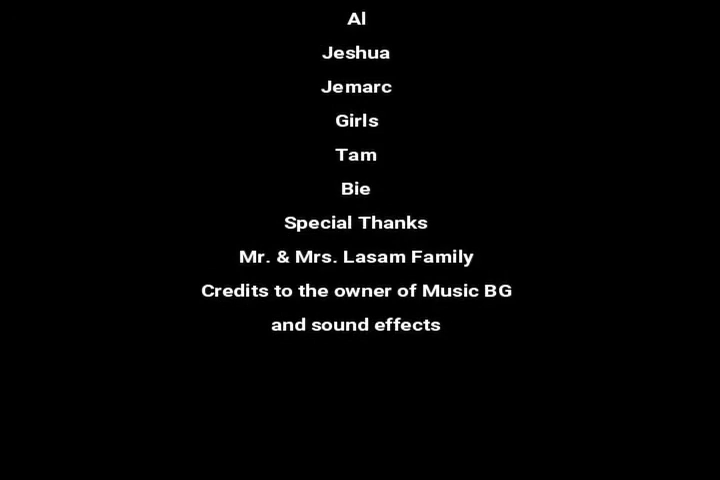 Al
Jeshua
Jemarc
Girls
Tam
Bie
Special Thanks
Mr. & Mrs. Lasam Family
Credits to the owner of Music BG
and sound effects